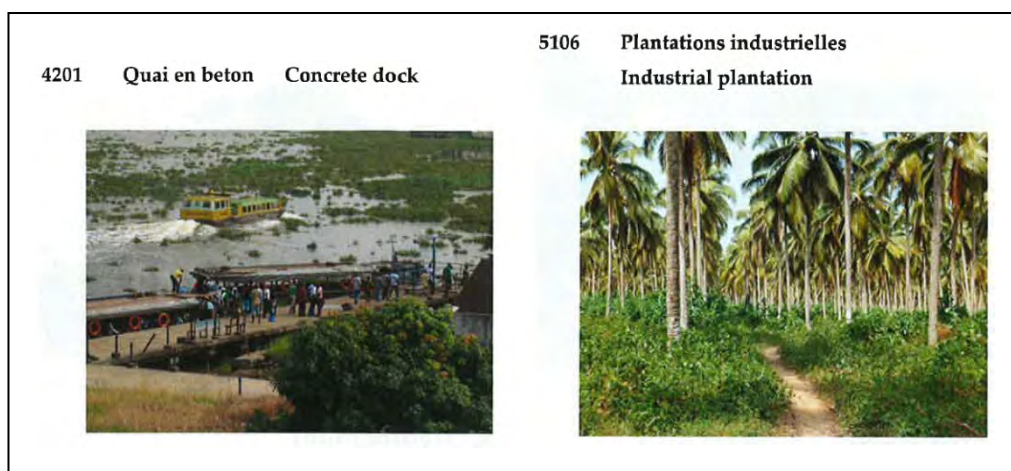 4201 Quai en beton Concrete dock
5106 Plantations industrielles
Industrial plantation